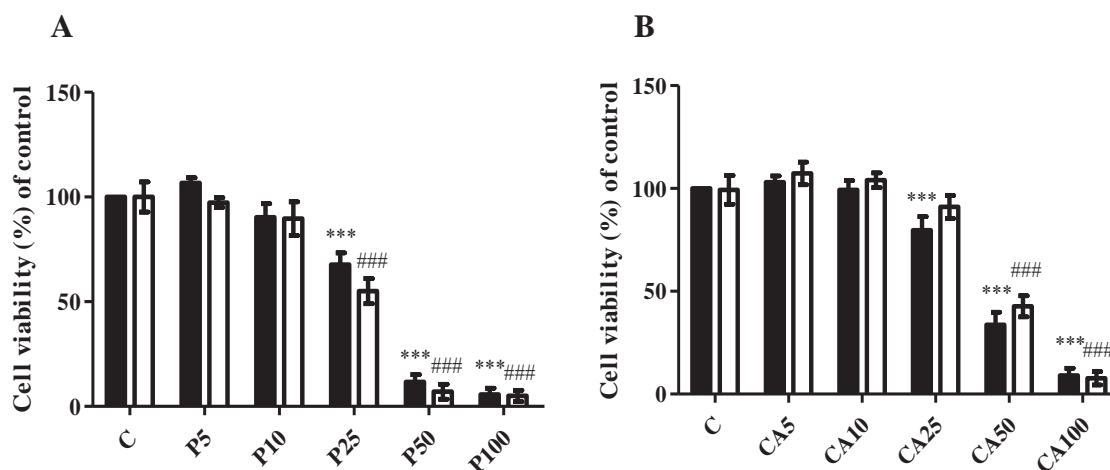 A
Cell viability (%) of control
150
100
50
0
***
###
***
###
***
###
C
P5
P10
P25
P50
P100
B
Cell viability (%) of control
150
100
50
0
***
***
###
***
###
C
CA5
CA10
CA25
CA50
CA100